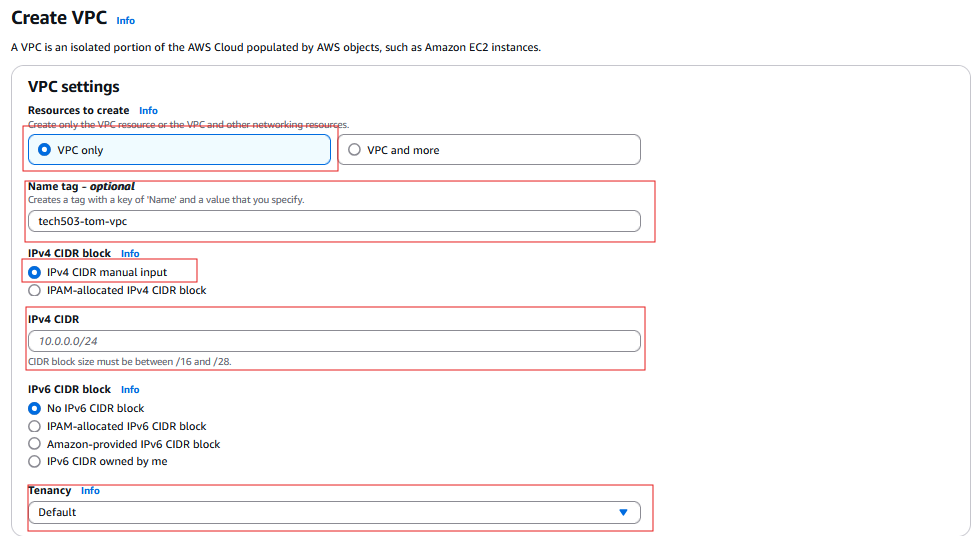 Create VPC Info
A VPC is an isolated portion of the AWS Cloud populated by AWS objects, such as Amazon EC2 instances.
VPC settings
Resources to create Info
Create only the VPC resource or the VPC and other networking resources.
VPC only
VPC and more
Name tag - optional
Creates a tag with a key of 'Name' and a value that you specify.
tech503-tom-vpc
IPv4 CIDR block Info
IPv4 CIDR manual input
IPAM-allocated IPv4 CIDR block
IPv4 CIDR
10.0.0.0/24
CIDR block size must be between /16 and /28.
IPv6 CIDR block Info
No IPv6 CIDR block
IPAM-allocated IPv6 CIDR block
Amazon-provided IPv6 CIDR block
IPv6 CIDR owned by me
Tenancy Info
Default